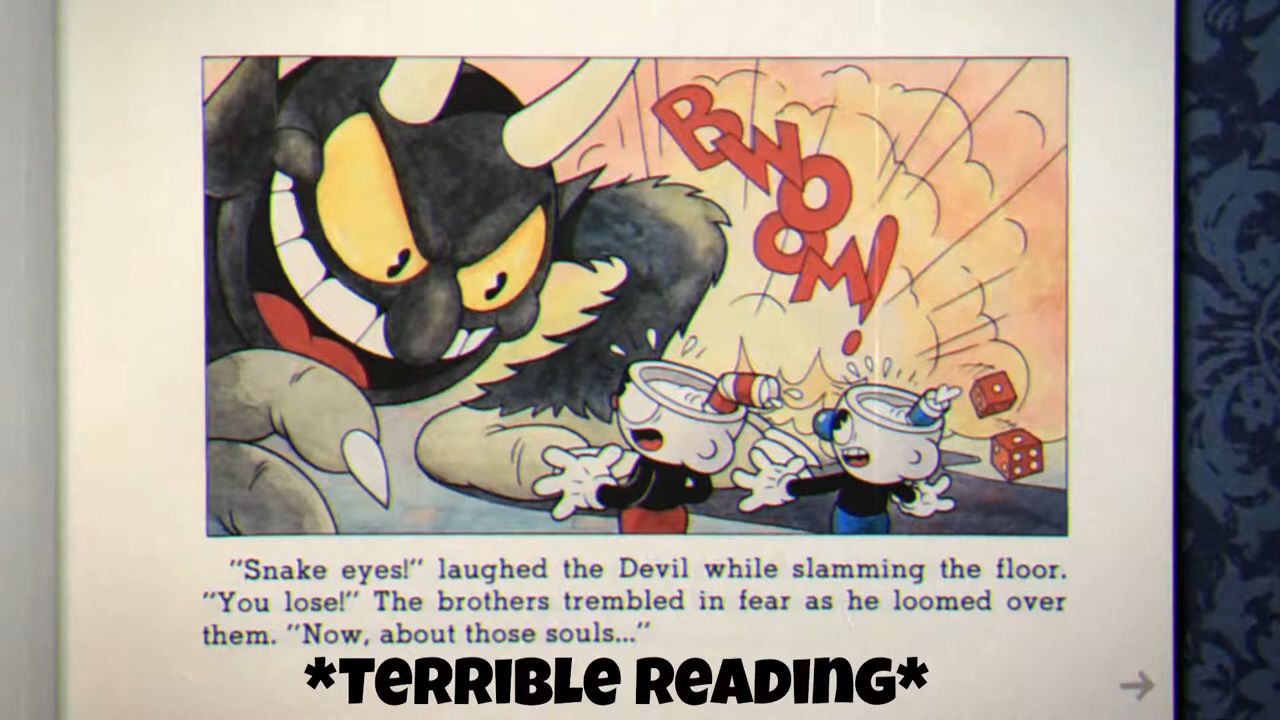 BWOOM!
“Snake eyes!” laughed the Devil while slamming the floor.
“You lose!” The brothers trembled in fear as he loomed over
them. “Now, about those souls...”
*TERRIBLE READING*